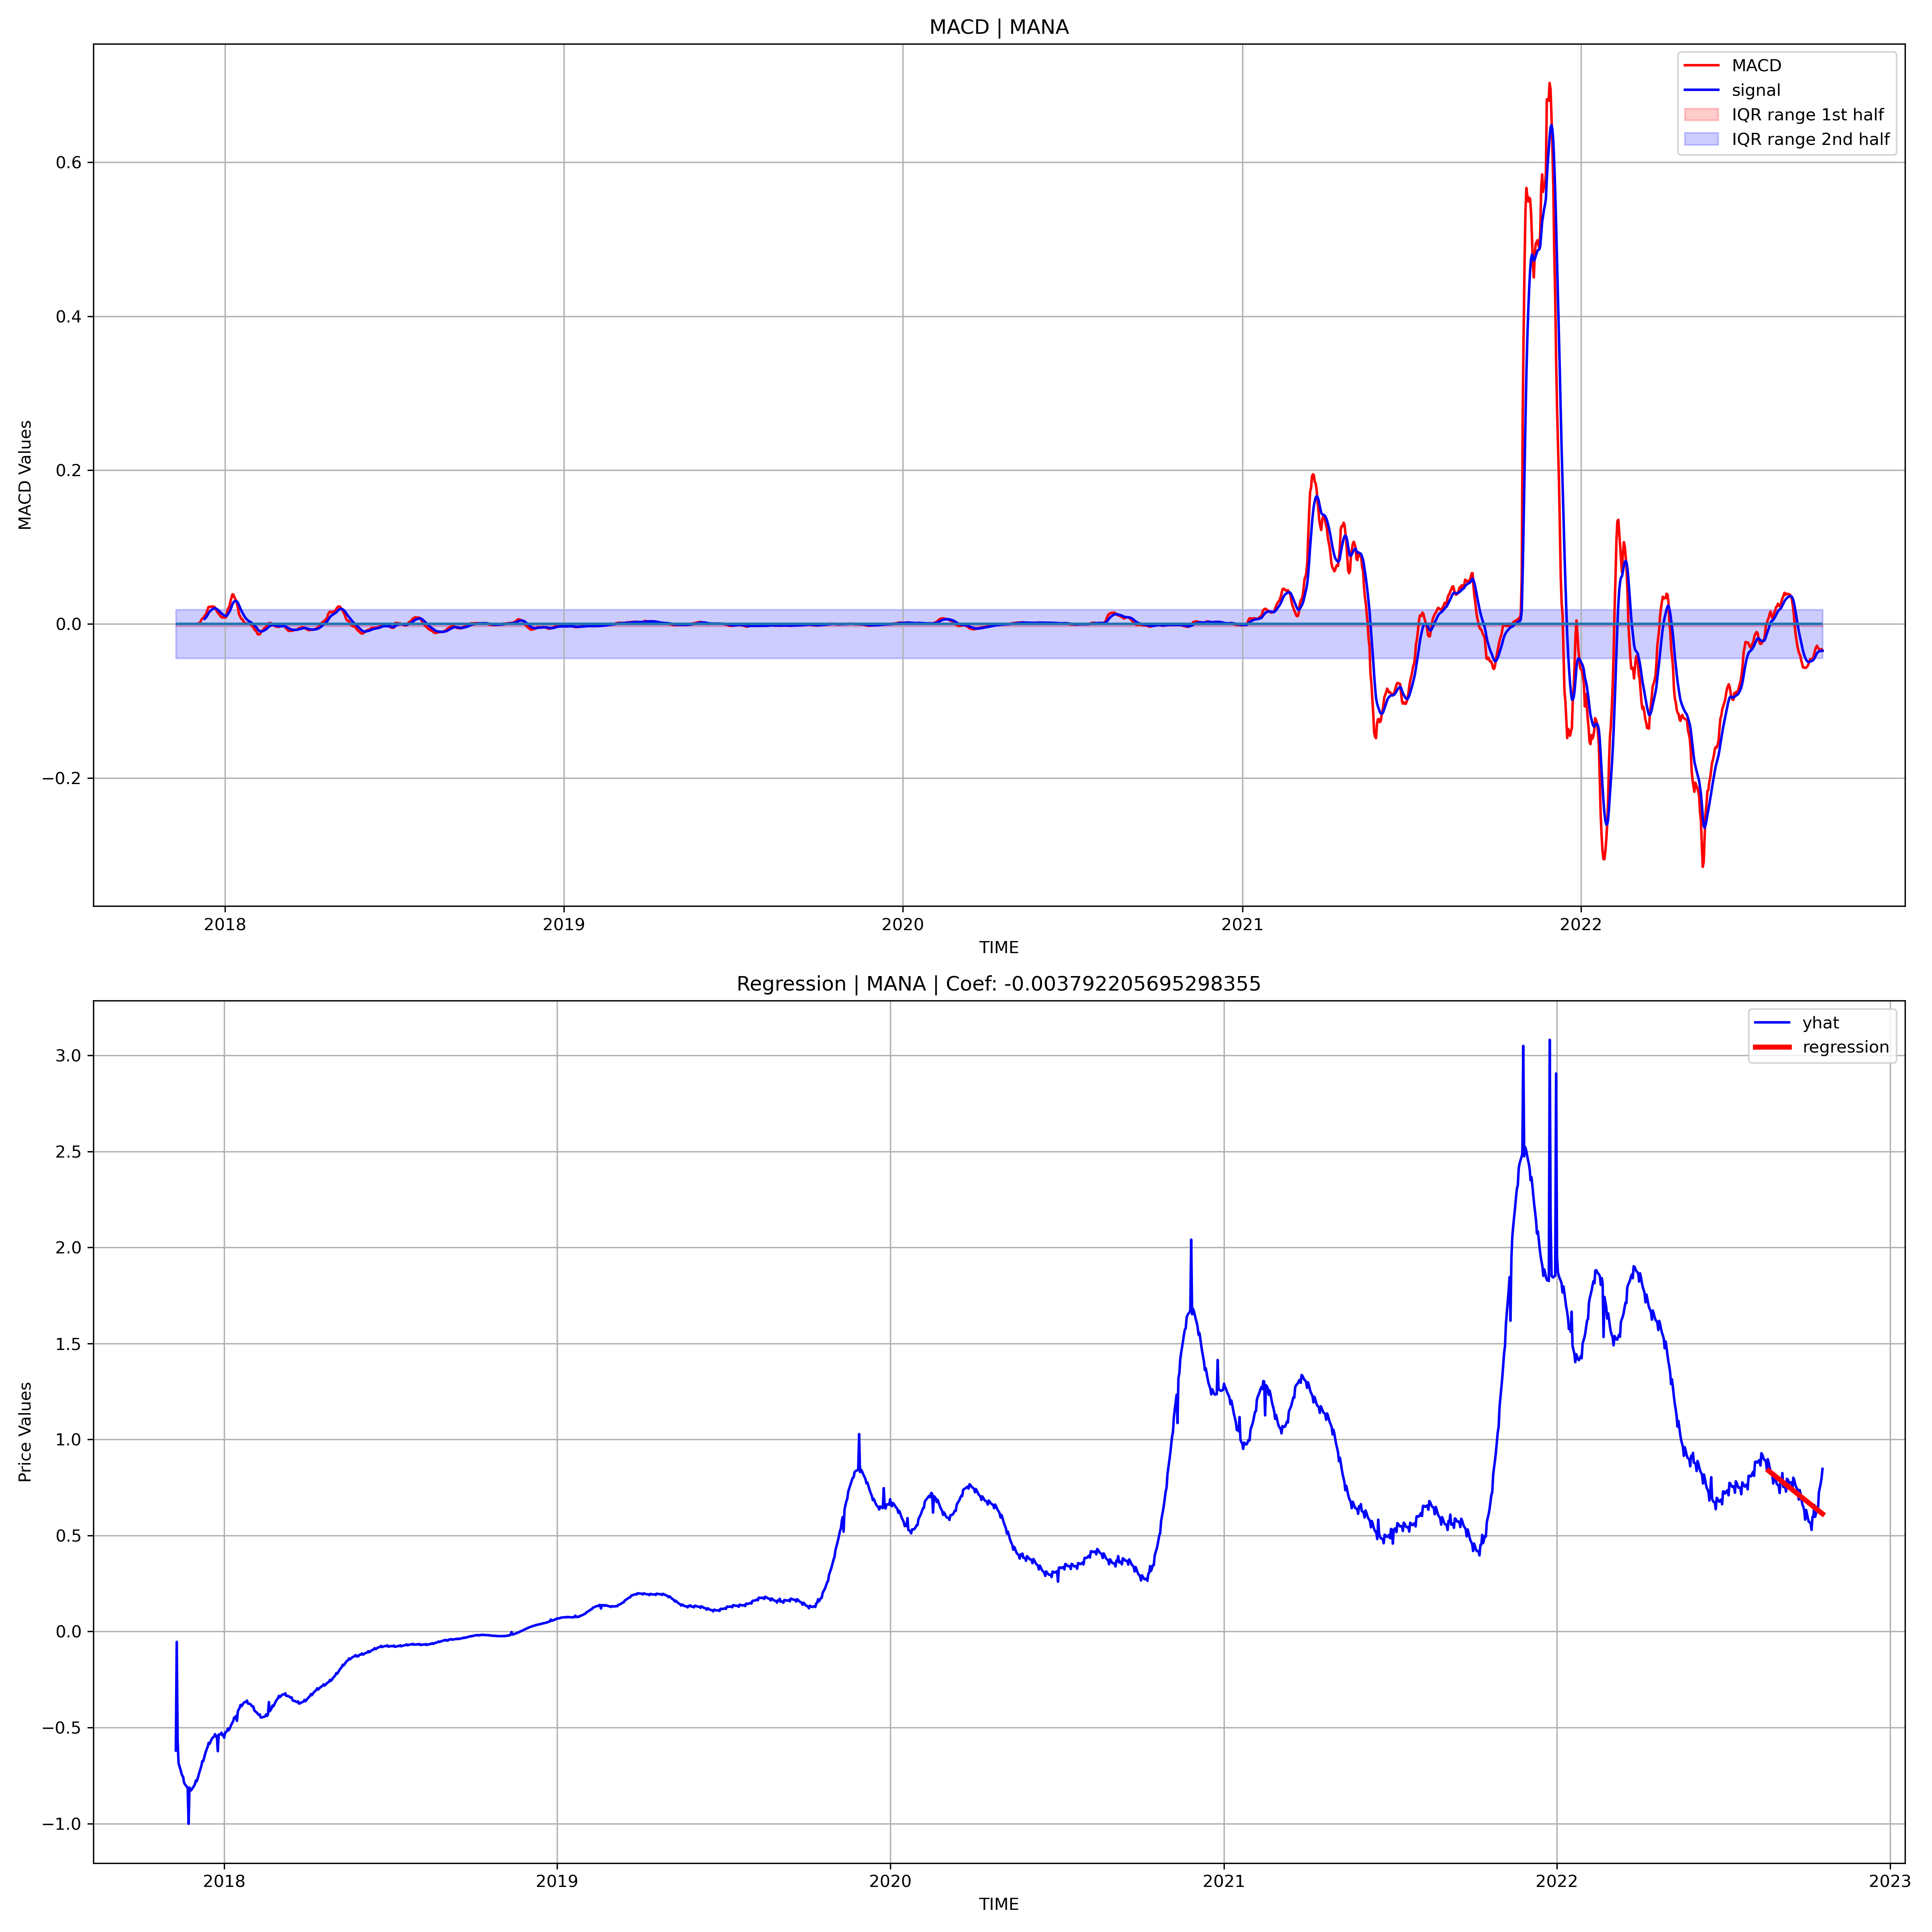 MACD | MANA
MACD
signal
IQR range 1st half
IQR range 2nd half
MACD Values
0.6
0.4
0.2
0.0
−0.2
2018 2019 2020 2021 2022
TIME
Regression | MANA | Coef: -0.003792205695298355
yhat
regression
Price Values
3.0
2.5
2.0
1.5
1.0
0.5
0.0
−0.5
−1.0
2018 2019 2020 2021 2022 2023
TIME